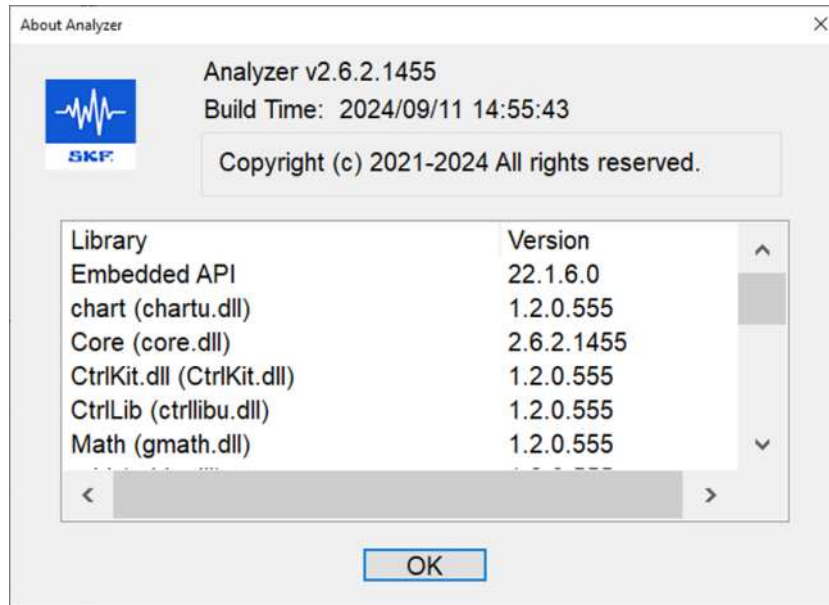 About Analyzer
Analyzer v2.6.2.1455
Build Time: 2024/09/11 14:55:43
SKF
Copyright (c) 2021-2024 All rights reserved.
Library Version
Embedded API 22.1.6.0
chart (chartu.dll) 1.2.0.555
Core (core.dll) 2.6.2.1455
CtrlKit.dll (CtrlKit.dll) 1.2.0.555
CtrlLib (ctrllibu.dll) 1.2.0.555
Math (gmath.dll) 1.2.0.555
OK